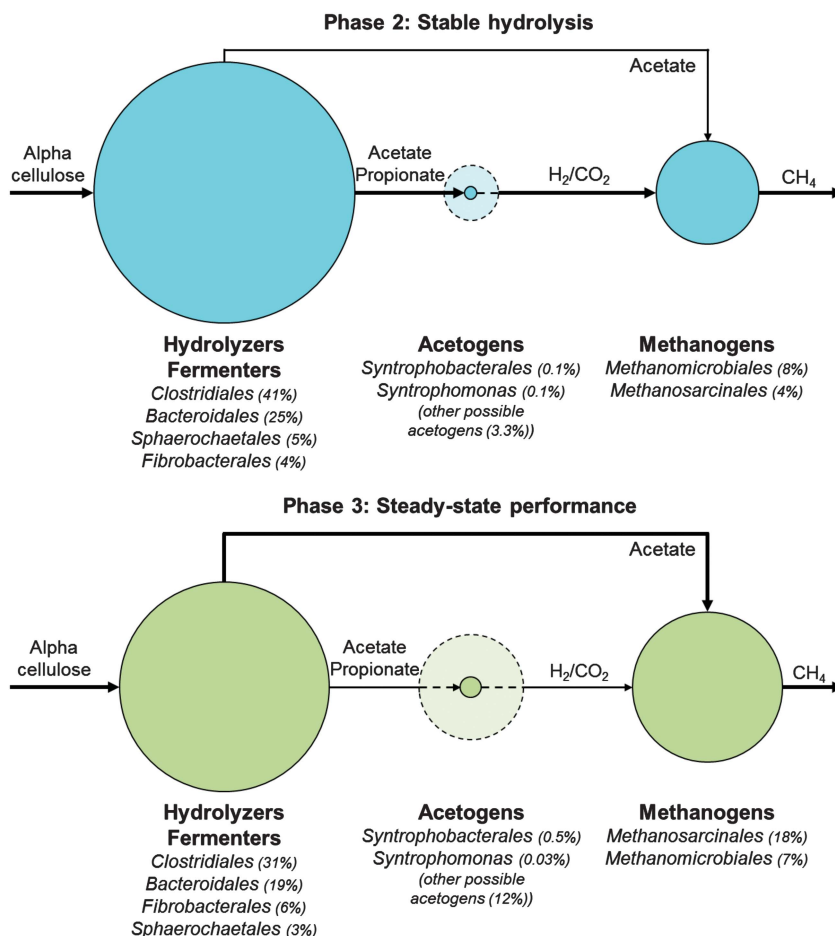 Phase 2: Stable hydrolysis
Acetate
Alpha
cellulose
Acetate
Propionate
H₂/CO₂
CH₄
Hydrolyzers
Fermenters
Clostridiales (41%)
Bacteroidales (25%)
Sphaerochaetales (5%)
Fibrobacterales (4%)
Acetogens
Syntrophobacterales (0.1%)
Syntrophomonas (0.1%)
(other possible
acetogens (3.3%))
Methanogens
Methanomicrobiales (8%)
Methanosarcinales (4%)
Phase 3: Steady-state performance
Acetate
Alpha
cellulose
Acetate
Propionate
H₂/CO₂
CH₄
Hydrolyzers
Fermenters
Clostridiales (31%)
Bacteroidales (19%)
Fibrobacterales (6%)
Sphaerochaetales (3%)
Acetogens
Syntrophobacterales (0.5%)
Syntrophomonas (0.03%)
(other possible
acetogens (12%))
Methanogens
Methanosarcinales (18%)
Methanomicrobiales (7%)